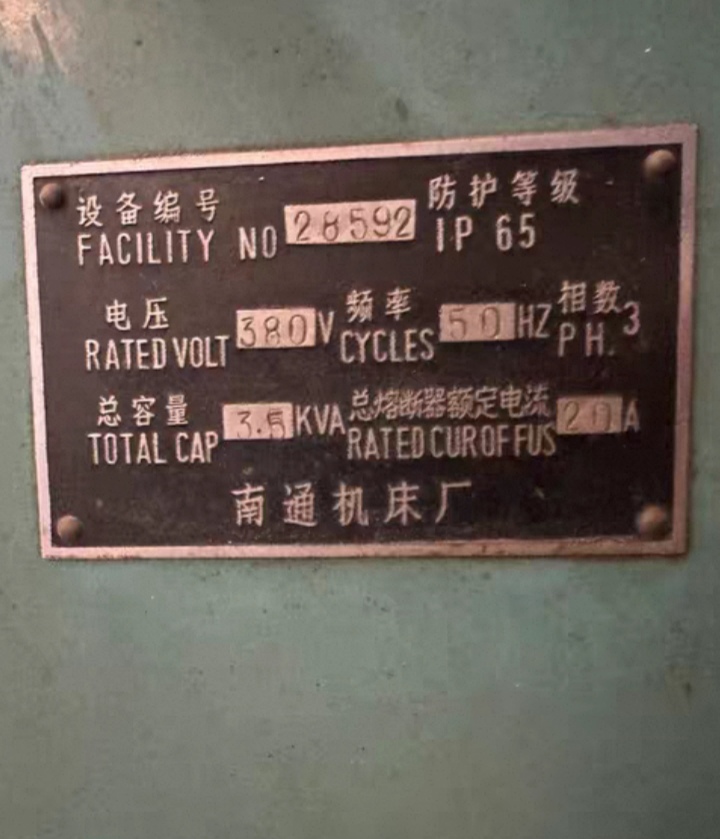 设备编号 28592 防护等级
FACILITY NO IP 65
电压 380 V 频率 50 HZ 相数 3
RATED VOLT CYCLES PH.
总容量 3.5 KVA 总熔断器额定电流 20 A
TOTAL CAP RATED CUR OF FUS
南通机床厂